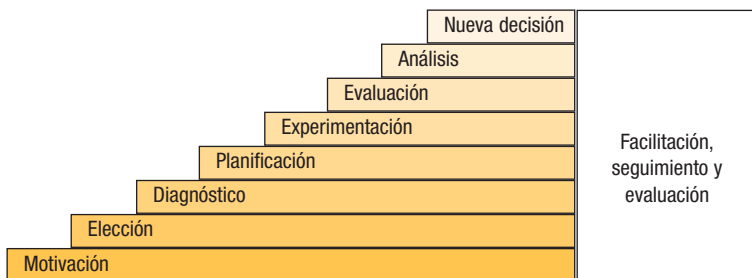 Nueva decisión
Análisis
Evaluación
Experimentación
Planificación
Diagnóstico
Elección
Motivación
Facilitación,
seguimiento y
evaluación